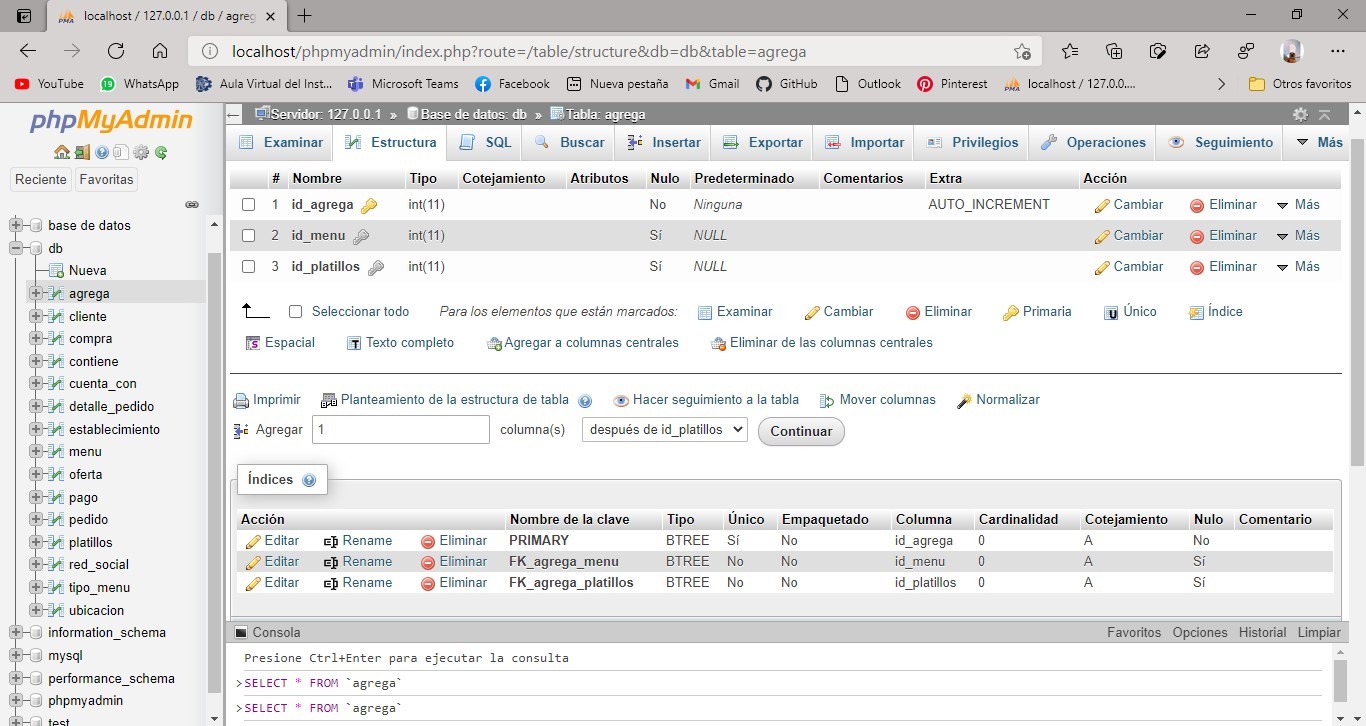 localhost / 127.0.0.1 / db / agreg
localhost/phpmyadmin/index.php?route=/table/structure&db=db&table=agrega
YouTube WhatsApp Aula Virtual del Inst... Microsoft Teams Facebook Nueva pestaña Gmail GitHub Outlook Pinterest localhost / 127.0.0.... Otros favoritos
phpMyAdmin
Reciente Favoritas
base de datos
db
Nueva
agrega
cliente
compra
contiene
cuenta_con
detalle_pedido
establecimiento
menu
oferta
pago
pedido
platillos
red_social
tipo_menu
ubicacion
information_schema
mysql
performance_schema
phpmyadmin
test
Servidor: 127.0.0.1 » Base de datos: db » Tabla: agrega
Examinar Estructura SQL Buscar Insertar Exportar Importar Privilegios Operaciones Seguimiento Más
# Nombre Tipo Cotejamiento Atributos Nulo Predeterminado Comentarios Extra Acción
1 id_agrega int(11) No Ninguna AUTO_INCREMENT Cambiar Eliminar Más
2 id_menu int(11) Sí NULL Cambiar Eliminar Más
3 id_platillos int(11) Sí NULL Cambiar Eliminar Más
Seleccionar todo Para los elementos que están marcados: Examinar Cambiar Eliminar Primaria Único Índice
Espacial Texto completo Agregar a columnas centrales Eliminar de las columnas centrales
Imprimir Planteamiento de la estructura de tabla Hacer seguimiento a la tabla Mover columnas Normalizar
Agregar 1 columna(s) después de id_platillos Continuar
Índices
Acción Nombre de la clave Tipo Único Empaquetado Columna Cardinalidad Cotejamiento Nulo Comentario
Editar Rename Eliminar PRIMARY BTREE Sí No id_agrega 0 A No
Editar Rename Eliminar FK_agrega_menu BTREE No No id_menu 0 A Sí
Editar Rename Eliminar FK_agrega_platillos BTREE No No id_platillos 0 A Sí
Consola Favoritos Opciones Historial Limpiar
Presione Ctrl+Enter para ejecutar la consulta
>SELECT * FROM `agrega`
>SELECT * FROM `agrega`